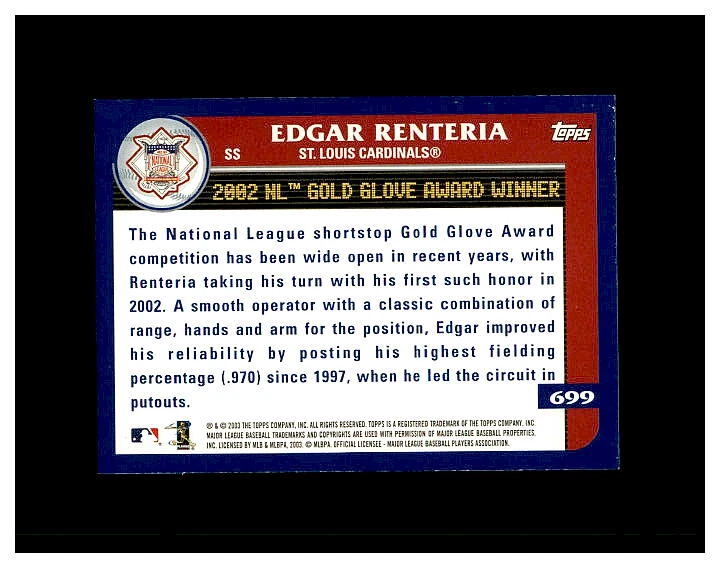 EDGAR RENTERIA
Topps
SS
ST. LOUIS CARDINALS®
NATIONAL
LEAGUE
2002 NL™ GOLD GLOVE AWARD WINNER
The National League shortstop Gold Glove Award
competition has been wide open in recent years, with
Renteria taking his turn with his first such honor in
2002. A smooth operator with a classic combination of
range, hands and arm for the position, Edgar improved
his reliability by posting his highest fielding
percentage (.970) since 1997, when he led the circuit in
putouts.
699
® & © 2003 THE TOPPS COMPANY, INC. ALL RIGHTS RESERVED. TOPPS IS A REGISTERED TRADEMARK OF THE TOPPS COMPANY, INC.
MAJOR LEAGUE BASEBALL TRADEMARKS AND COPYRIGHTS ARE USED WITH PERMISSION OF MAJOR LEAGUE BASEBALL PROPERTIES,
INC. LICENSED BY MLB & MLBPA, 2003. © MLBPA. OFFICIAL LICENSEE - MAJOR LEAGUE BASEBALL PLAYERS ASSOCIATION.